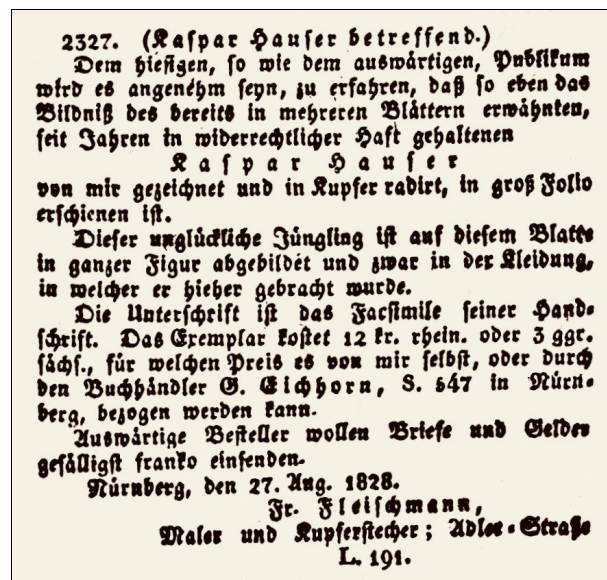 2327. (Kaspar Hauser betreffend.)
Dem hiesigen, so wie dem auswärtigen, Publikum
wird es angenehm seyn, zu erfahren, daß so eben das
Bildniß des bereits in mehreren Blättern erwähnten,
seit Jahren in widerrechtlicher Haft gehaltenen
Kaspar Hauser
von mir gezeichnet und in Kupfer radirt, in groß Folio
erschienen ist.
Dieser unglückliche Jüngling ist auf diesem Blatte
in ganzer Figur abgebildet und zwar in der Kleidung,
in welcher er hieher gebracht wurde.
Die Unterschrift ist das Facsimile seiner Hand-
schrift. Das Exemplar kostet 12 kr. rhein. oder 3 ggr.
sächs., für welchen Preis es von mir selbst, oder durch
den Buchhändler G. Eichhorn, S. 547 in Nürn-
berg, bezogen werden kann.
Auswärtige Besteller wollen Briefe und Gelder
gefälligst franko einsenden.
Nürnberg, den 27. Aug. 1828.
Fr. Fleischmann,
Maler und Kupferstecher; Adler-Straße
L. 191.